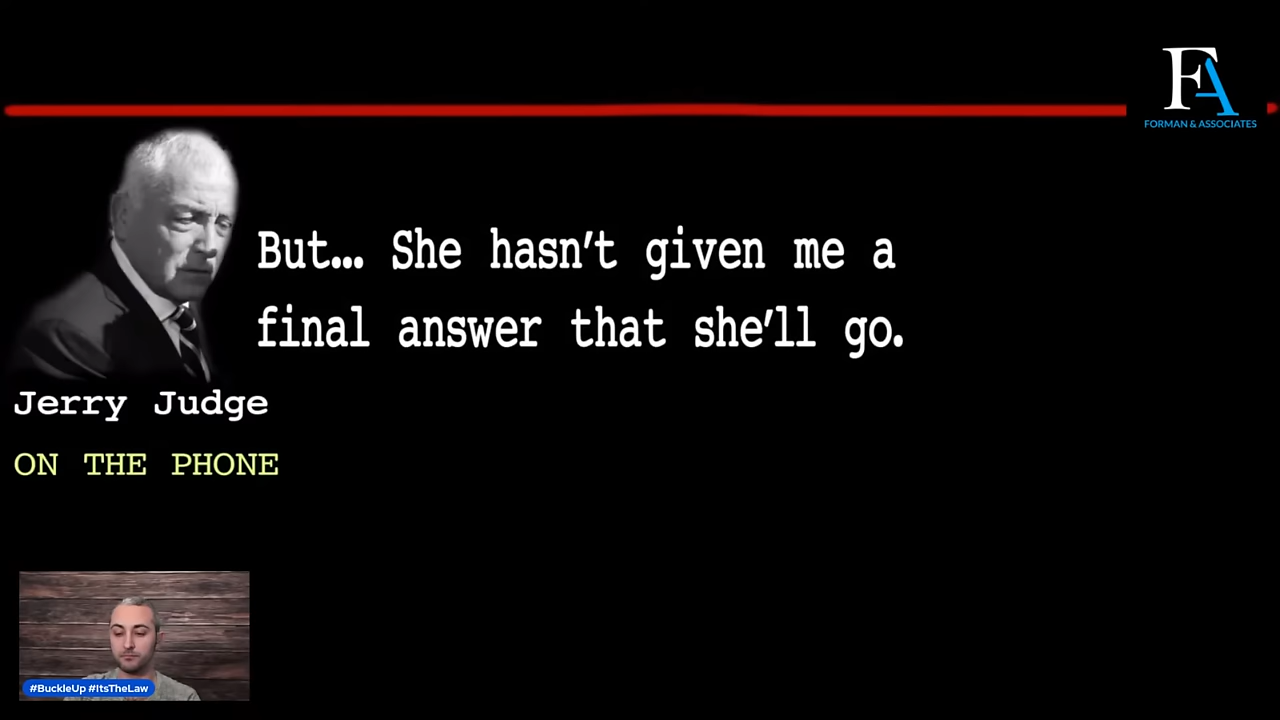 FA
FORMAN & ASSOCIATES
But... She hasn't given me a
final answer that she'll go.
Jerry Judge
ON THE PHONE
#BuckleUp #ItsTheLaw